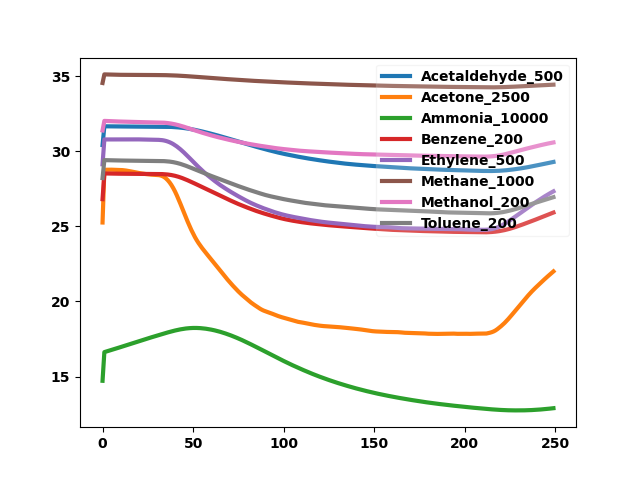 35
30
25
20
15
0
50
100
150
200
250
Acetaldehyde_500
Acetone_2500
Ammonia_10000
Benzene_200
Ethylene_500
Methane_1000
Methanol_200
Toluene_200